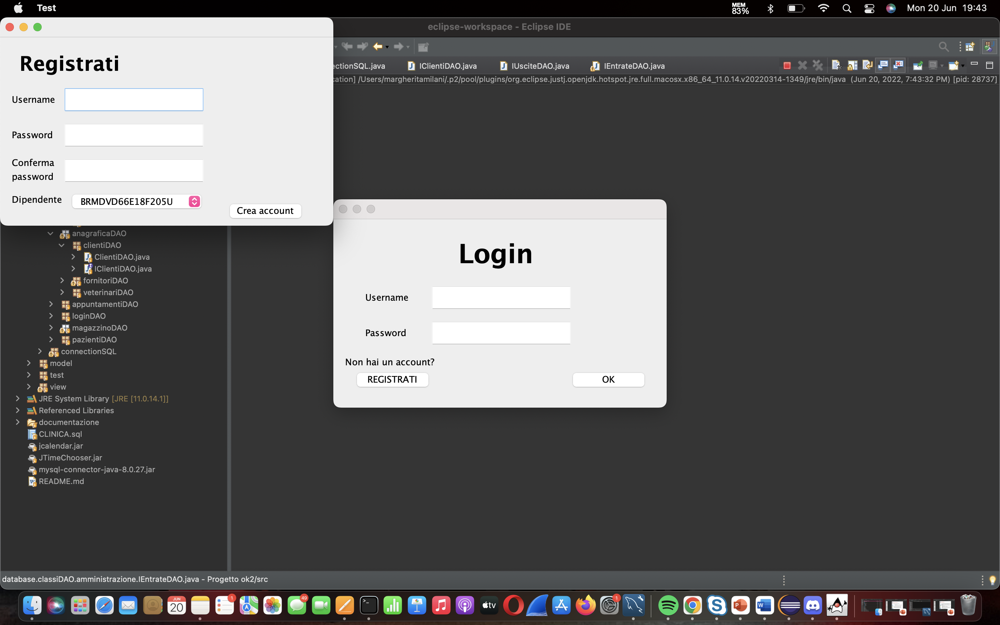 Test
MEM
83%
Mon 20 Jun 19:43
eclipse-workspace - Eclipse IDE
Registrati
Username
Password
Conferma
password
Dipendente
BRMDVD66E18F205U
Crea account
ectionSQL.java
IClientiDAO.java
IUsciteDAO.java
IEntrateDAO.java
cation] /Users/margheritamilani/.p2/pool/plugins/org.eclipse.justj.openjdk.hotspot.jre.full.macosx.x86_64_11.0.14.v20220314-1349/jre/bin/java (Jun 20, 2022, 7:43:32 PM) [pid: 28737]
Login
Username
Password
Non hai un account?
REGISTRATI
OK
anagraficaDAO
clientiDAO
ClientiDAO.java
IClientiDAO.java
fornitoriDAO
veterinariDAO
appuntamentiDAO
loginDAO
magazzinoDAO
pazientiDAO
connectionSQL
model
test
view
JRE System Library [JRE [11.0.14.1]]
Referenced Libraries
documentazione
CLINICA.sql
jcalendar.jar
JTimeChooser.jar
mysql-connector-java-8.0.27.jar
README.md
database.classiDAO.amministrazione.IEntrateDAO.java - Progetto ok2/src
JUN
20
1
49
tv
1
P
W